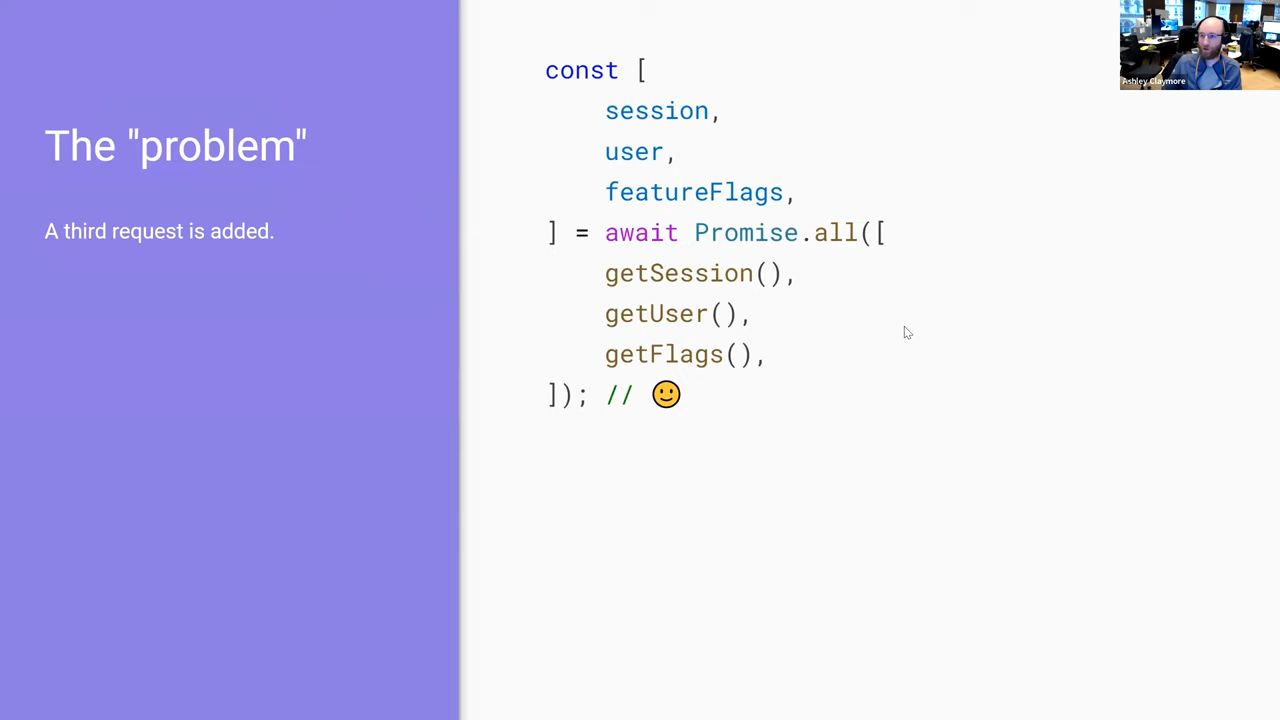 The "problem"
A third request is added.
const [
session,
user,
featureFlags,
] = await Promise.all([
getSession(),
getUser(),
getFlags(),
]); // 🙂
Ashley Claymore